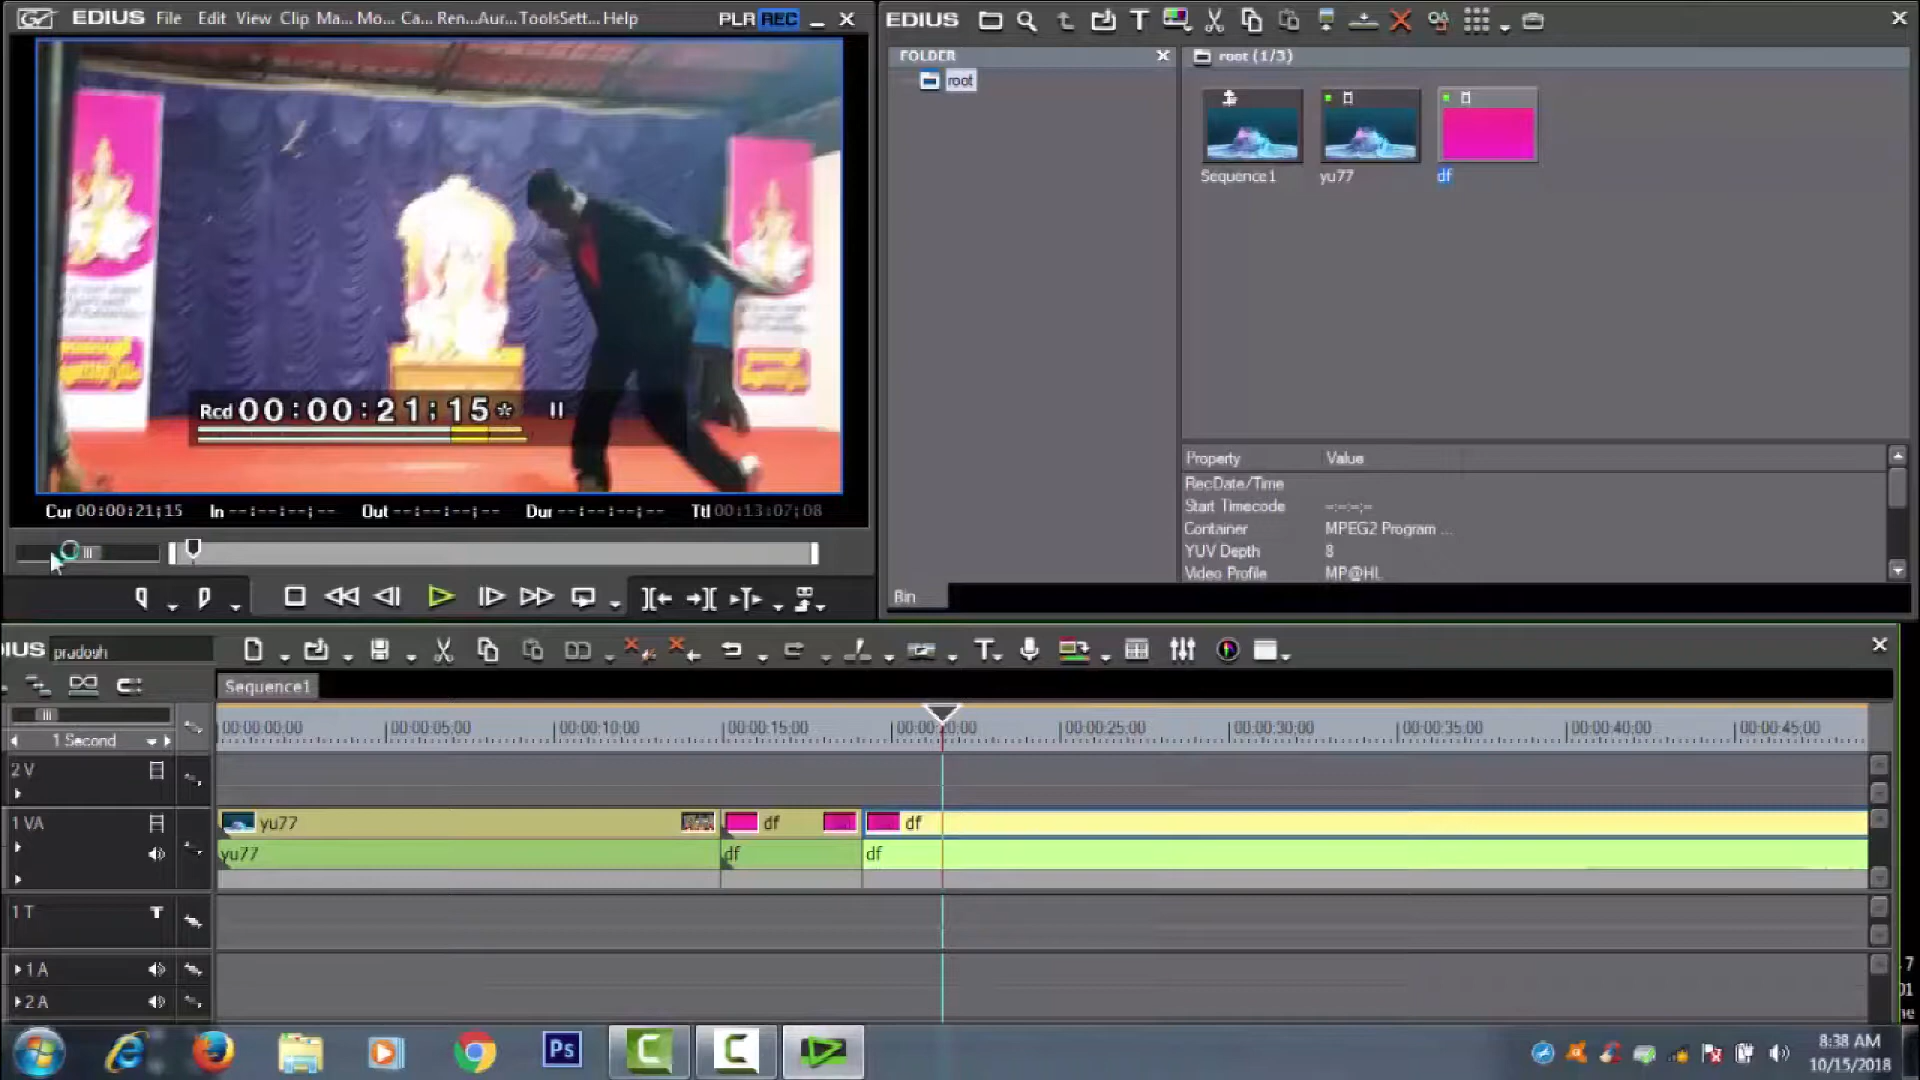 EDIUS File Edit View Clip Ma... Mo... Ca... Ren... Aur... Tools Sett... Help PLR REC
Rcd 00:00:21;15
Cur 00:00:21;15 In --:--:--;-- Out --:--:--;-- Dur --:--:--;-- Ttl 00:13:07;08
EDIUS
FOLDER
root
root (1/3)
Sequence1
yu77
df
Property Value
RecDate/Time
Start Timecode --:--:--;--
Container MPEG2 Program ...
YUV Depth 8
Video Profile MP@HL
Bin
IUS pradosh
Sequence1
1 Second
00:00:00;00 00:00:05;00 00:00:10;00 00:00:15;00 00:00:20;00 00:00:25;00 00:00:30;00 00:00:35;00 00:00:40;00 00:00:45;00
2 V
1 VA
yu77 df df
yu77 df df
1 T T
1 A
2 A
Ps
8:38 AM
10/15/2018